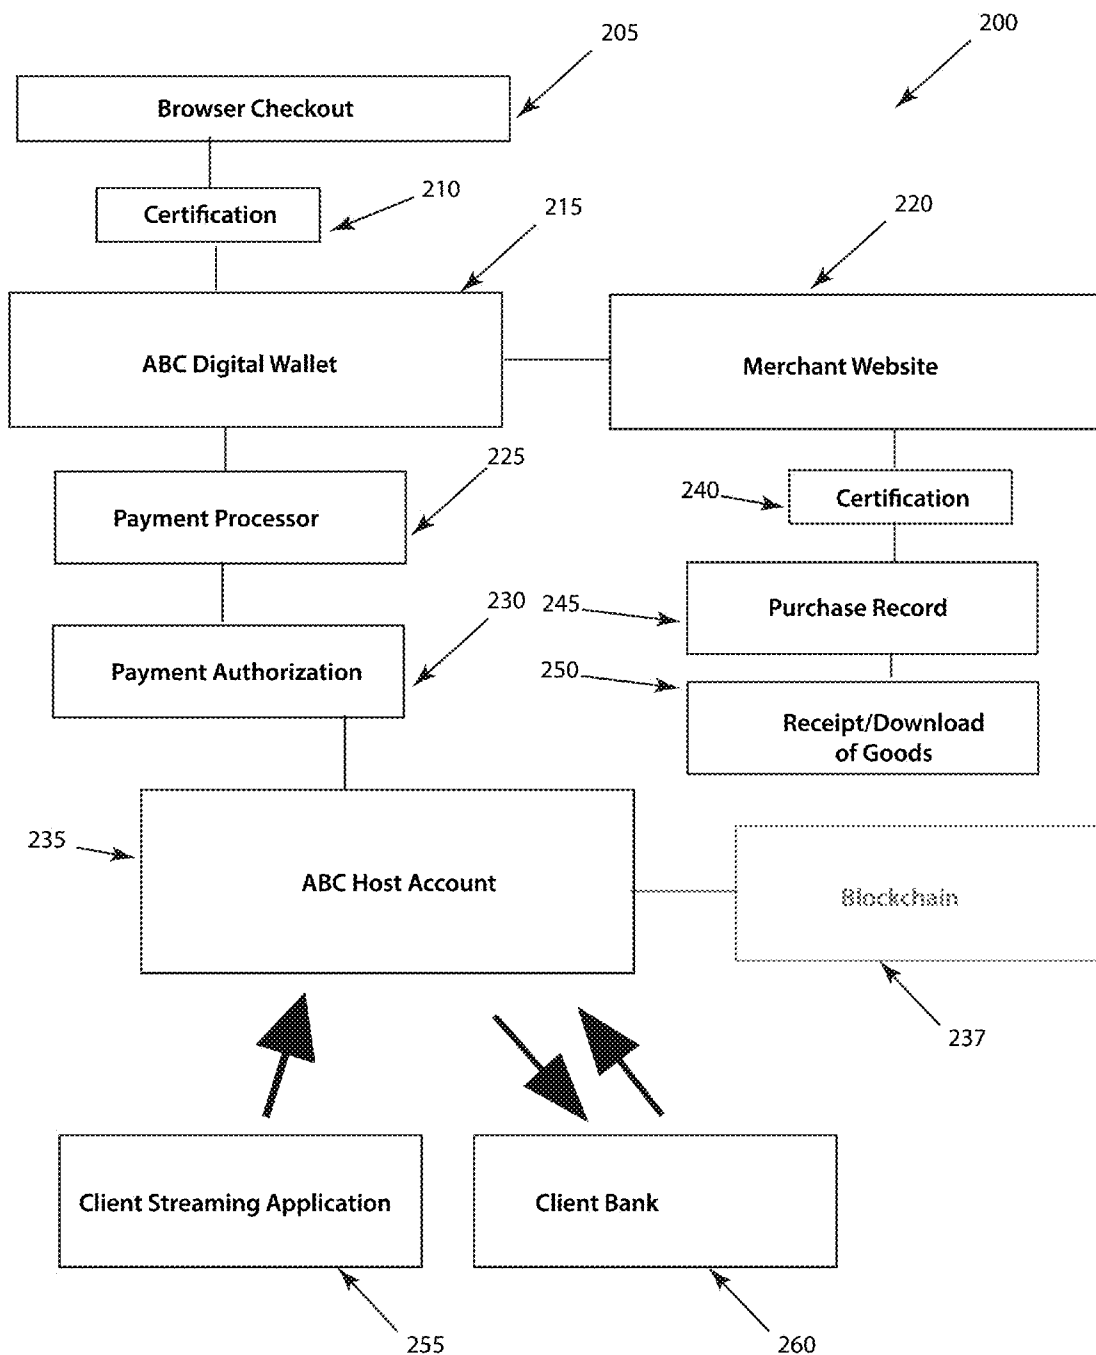 205
200
Browser Checkout
210
Certification
215
220
ABC Digital Wallet
Merchant Website
225
240
Certification
Payment Processor
230
245
Purchase Record
Payment Authorization
250
Receipt/Download
of Goods
235
ABC Host Account
Blockchain
237
Client Streaming Application
Client Bank
255
260